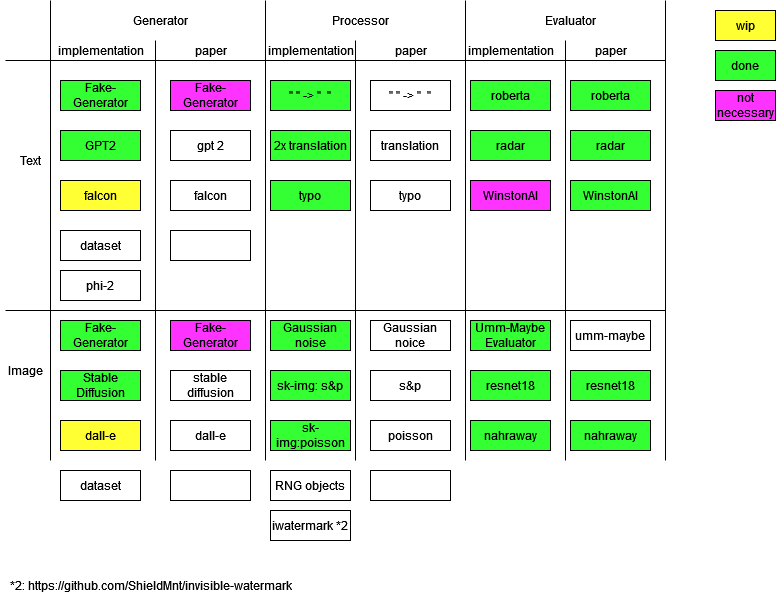 Generator Processor Evaluator
wip
implementation paper implementation paper implementation paper
done
Fake-Generator Fake-Generator " " -> " " " " -> " " roberta roberta
not necessary
GPT2 gpt 2 2x translation translation radar radar
Text
falcon falcon typo typo WinstonAI WinstonAI
dataset
phi-2
Fake-Generator Fake-Generator Gaussian noise Gaussian noice Umm-Maybe Evaluator umm-maybe
Image
Stable Diffusion stable diffusion sk-img: s&p s&p resnet18 resnet18
dall-e dall-e sk-img:poisson poisson nahraway nahraway
dataset RNG objects
iwatermark *2
*2: https://github.com/ShieldMnt/invisible-watermark